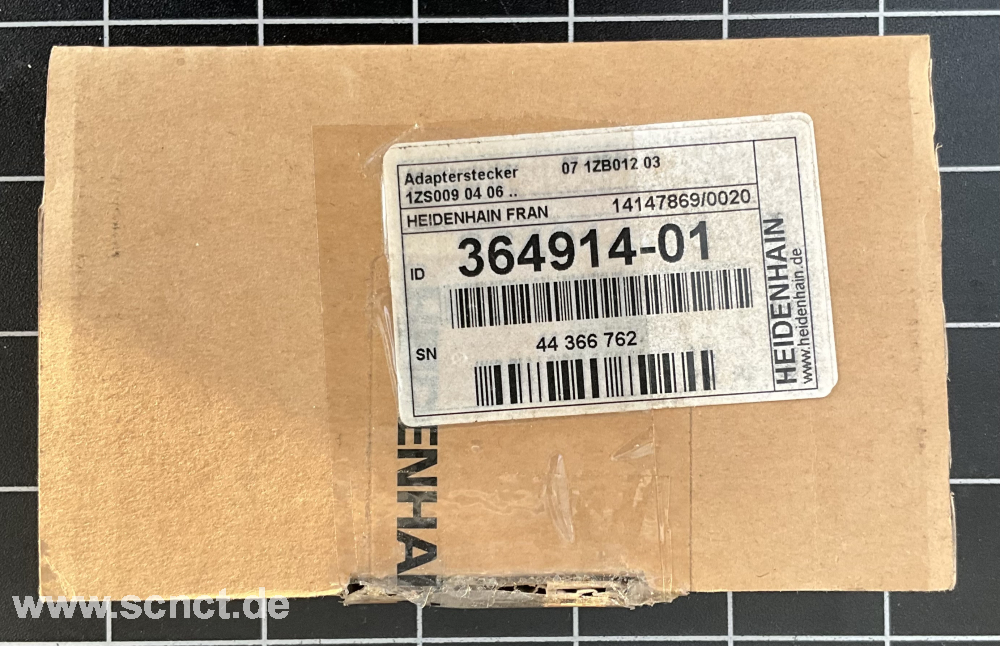 Adapterstecker 07 1ZB012 03
1ZS009 04 06 ..
HEIDENHAIN FRAN 14147869/0020
ID 364914-01
SN 44 366 762
HEIDENHAIN
www.heidenhain.de
ENHAI
www.scnct.de